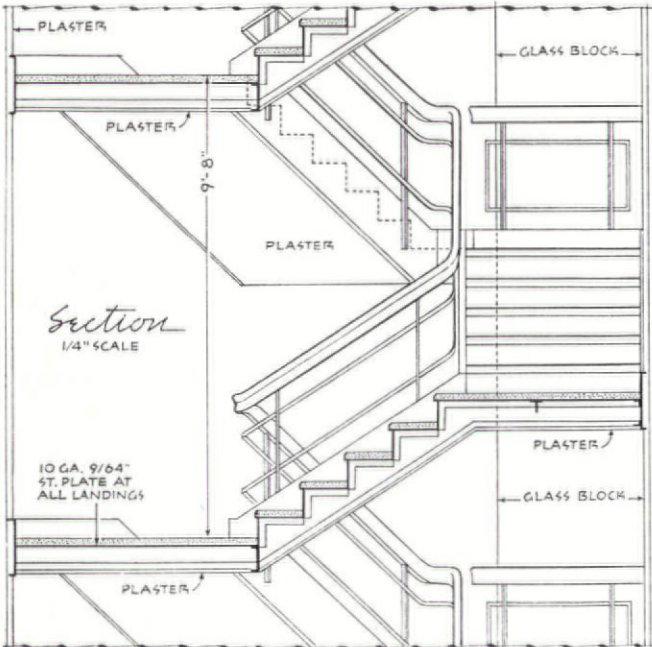 PLASTER
GLASS BLOCK
PLASTER
9'-8"
PLASTER
Section
1/4" SCALE
10 GA. 9/64"
ST. PLATE AT
ALL LANDINGS
PLASTER
GLASS BLOCK
PLASTER